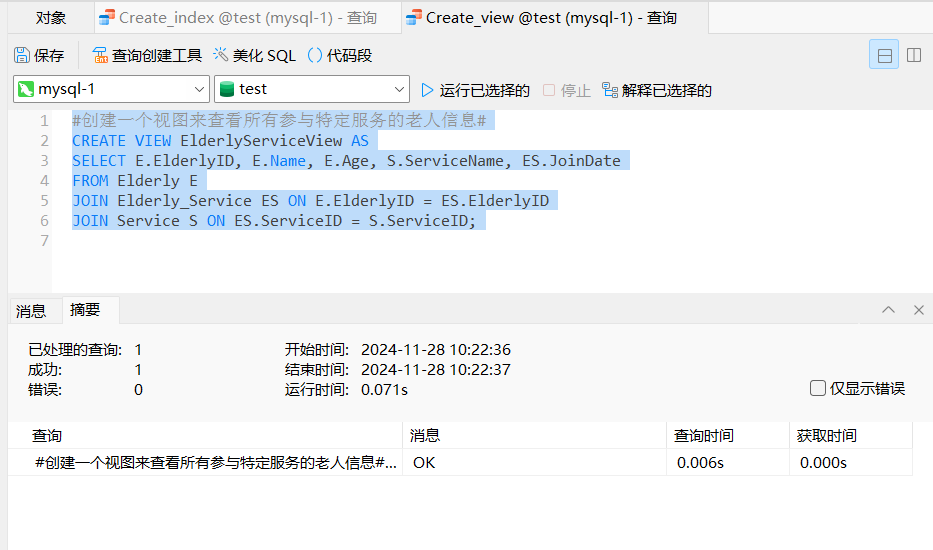 对象 Create_index @test (mysql-1) - 查询 Create_view @test (mysql-1) - 查询
保存 查询创建工具 美化 SQL () 代码段
mysql-1 test 运行已选择的 停止 解释已选择的
1 #创建一个视图来查看所有参与特定服务的老人信息#
2 CREATE VIEW ElderlyServiceView AS
3 SELECT E.ElderlyID, E.Name, E.Age, S.ServiceName, ES.JoinDate
4 FROM Elderly E
5 JOIN Elderly_Service ES ON E.ElderlyID = ES.ElderlyID
6 JOIN Service S ON ES.ServiceID = S.ServiceID;
7
消息 摘要
已处理的查询: 1 开始时间: 2024-11-28 10:22:36
成功: 1 结束时间: 2024-11-28 10:22:37
错误: 0 运行时间: 0.071s
仅显示错误
查询 消息 查询时间 获取时间
#创建一个视图来查看所有参与特定服务的老人信息#... OK 0.006s 0.000s